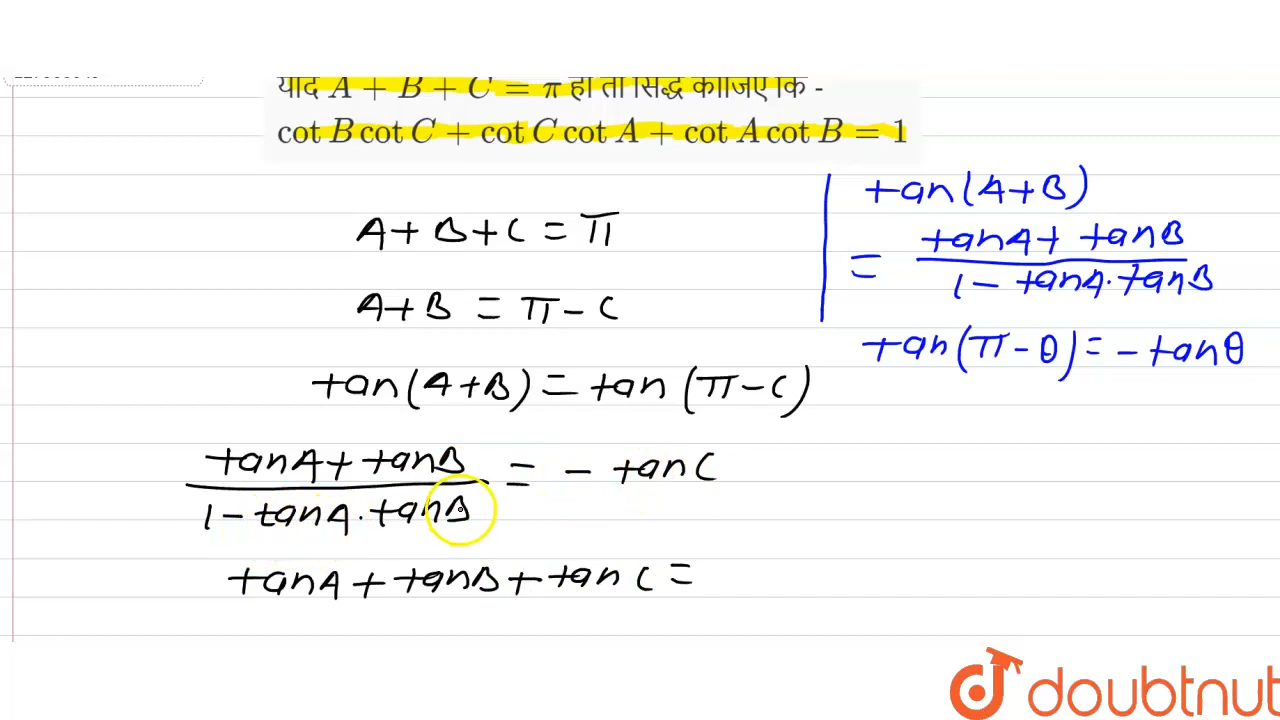 यदि A + B + C = π हो तो सिद्ध कीजिए कि -
cot B cot C + cot C cot A + cot A cot B = 1
A + B + C = π
A + B = π - C
tan(A+B) = tan(π - C)
tanA + tanB
1 - tanA . tanB
= - tanC
tanA + tanB + tanC =
tan(A+B)
= tanA + tanB
1 - tanA . tanB
tan(π - θ) = - tanθ
doubtnut